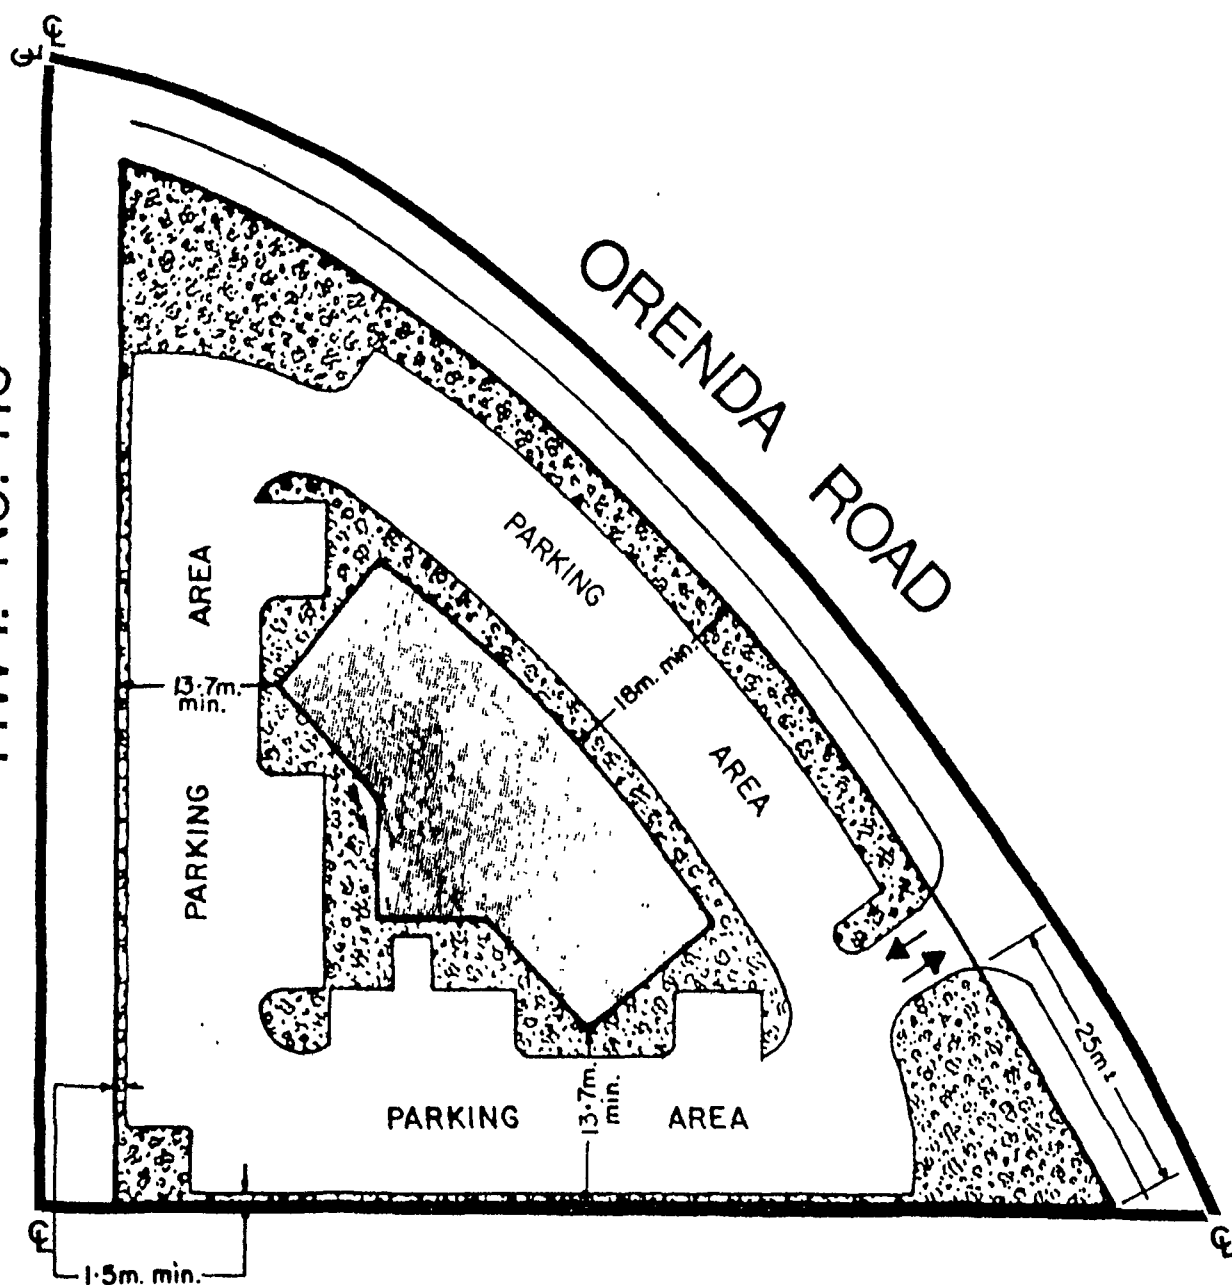 ℄
℄
ORENDA ROAD
PARKING
AREA
13·7m.
min.
18m. min.
AREA
PARKING
25m±
13·7m.
min.
PARKING AREA
℄
℄
1·5m. min.